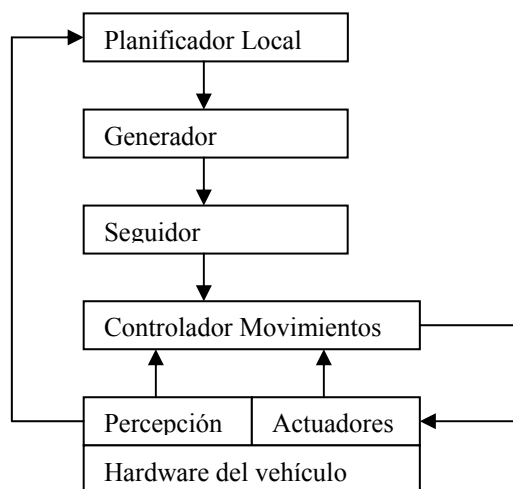 Planificador Local
Generador
Seguidor
Controlador Movimientos
Percepción
Actuadores
Hardware del vehículo